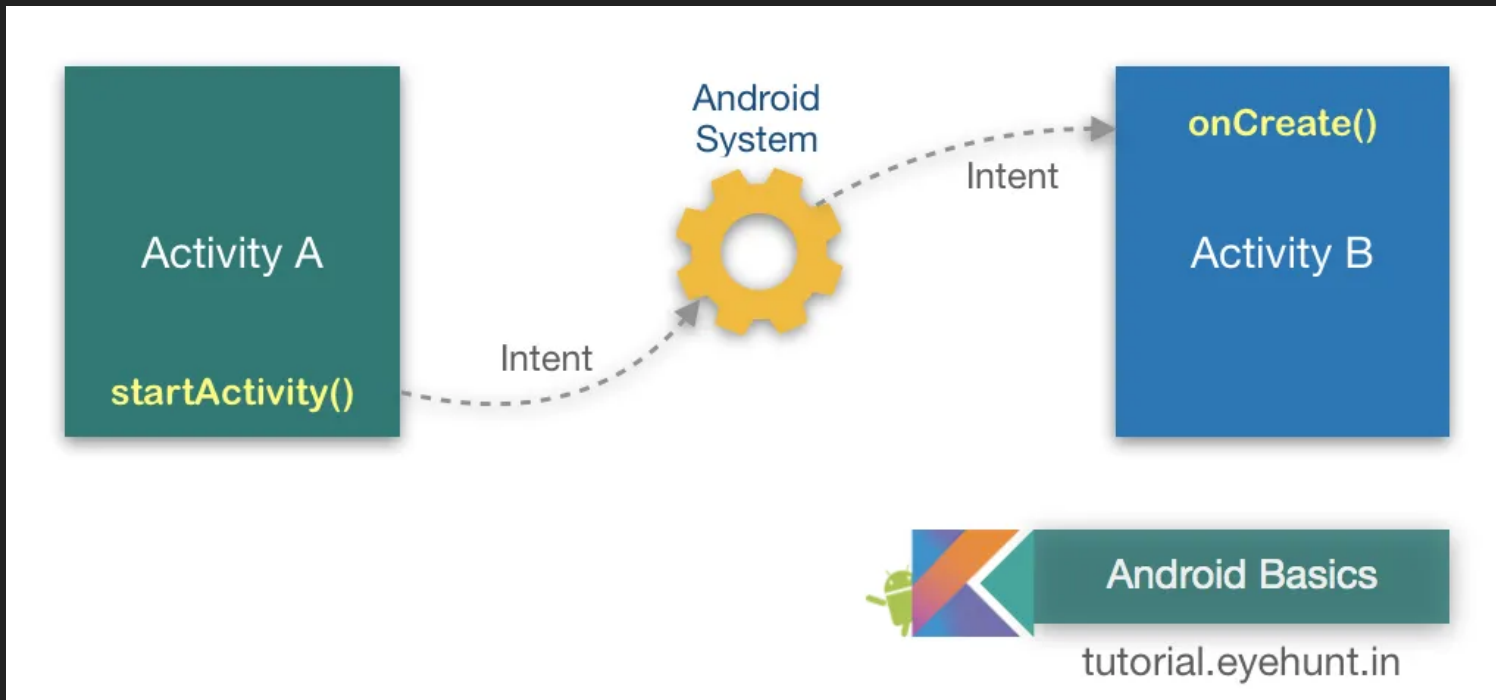 Android
System
onCreate()
Intent
Activity A
Activity B
Intent
startActivity()
Android Basics
tutorial.eyehunt.in